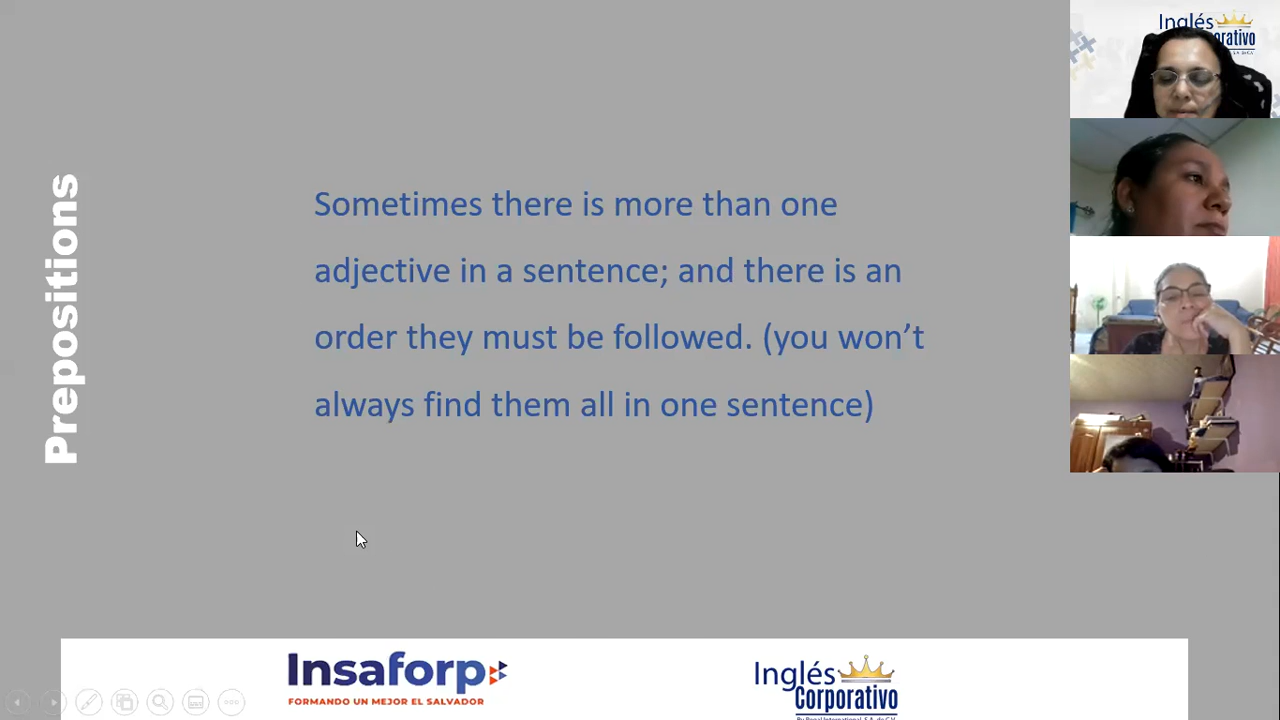 Prepositions
Sometimes there is more than one
adjective in a sentence; and there is an
order they must be followed. (you won't
always find them all in one sentence)
Insaforp
FORMANDO UN MEJOR EL SALVADOR
Inglés
Corporativo
Inglés
orativo